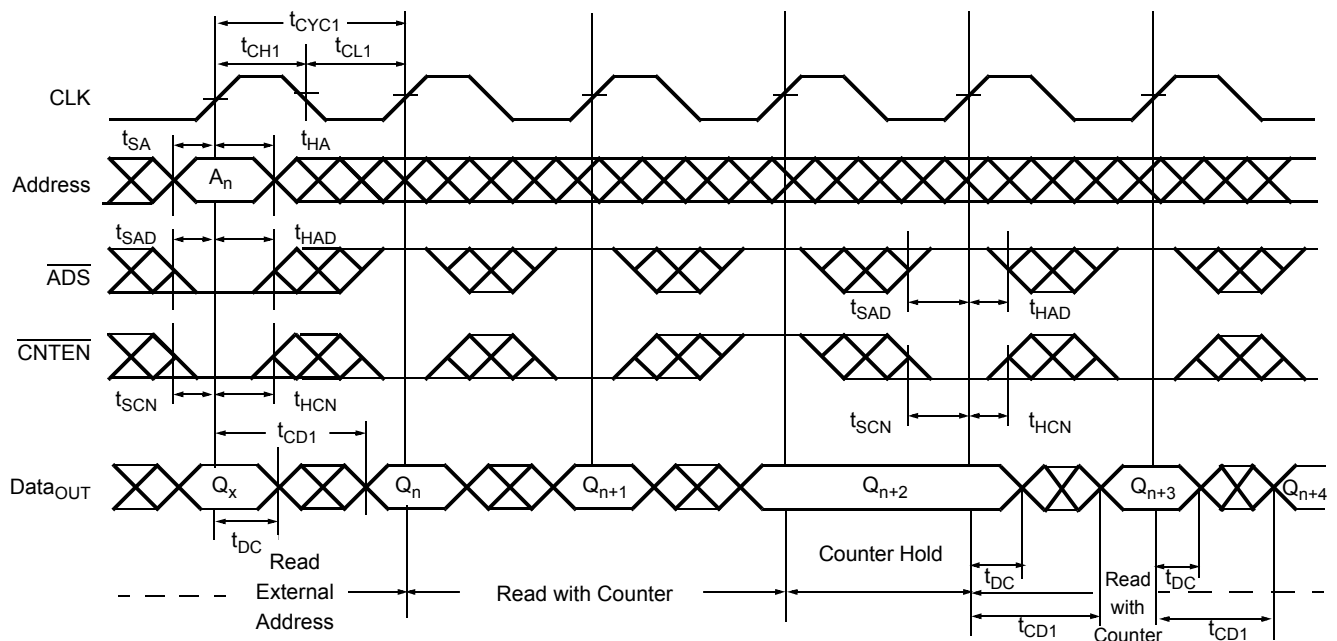 tCYC1
tCH1 tCL1
CLK
tSA tHA
Address An
tSAD tHAD
ADS
tSAD tHAD
CNTEN
tSCN tHCN
tSCN tHCN
tCD1
DataOUT Qx Qn Qn+1 Qn+2 Qn+3 Qn+4
tDC
Read
External
Address
Read with Counter
Counter Hold
tDC
tCD1
Read
with
Counter
tDC
tCD1